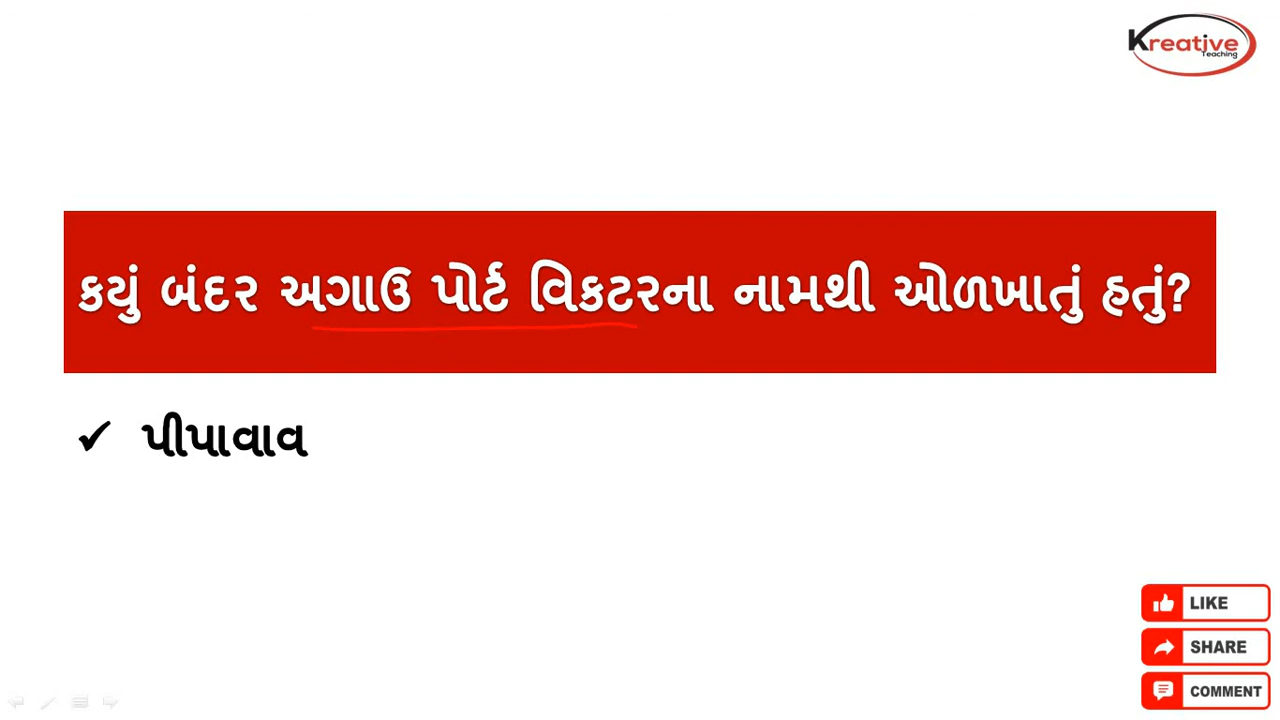 Kreative
Teaching
કયું બંદર અગાઉ પોર્ટ વિકટરના નામથી ઓળખાતું હતું?
✓ પીપાવાવ
LIKE
SHARE
COMMENT